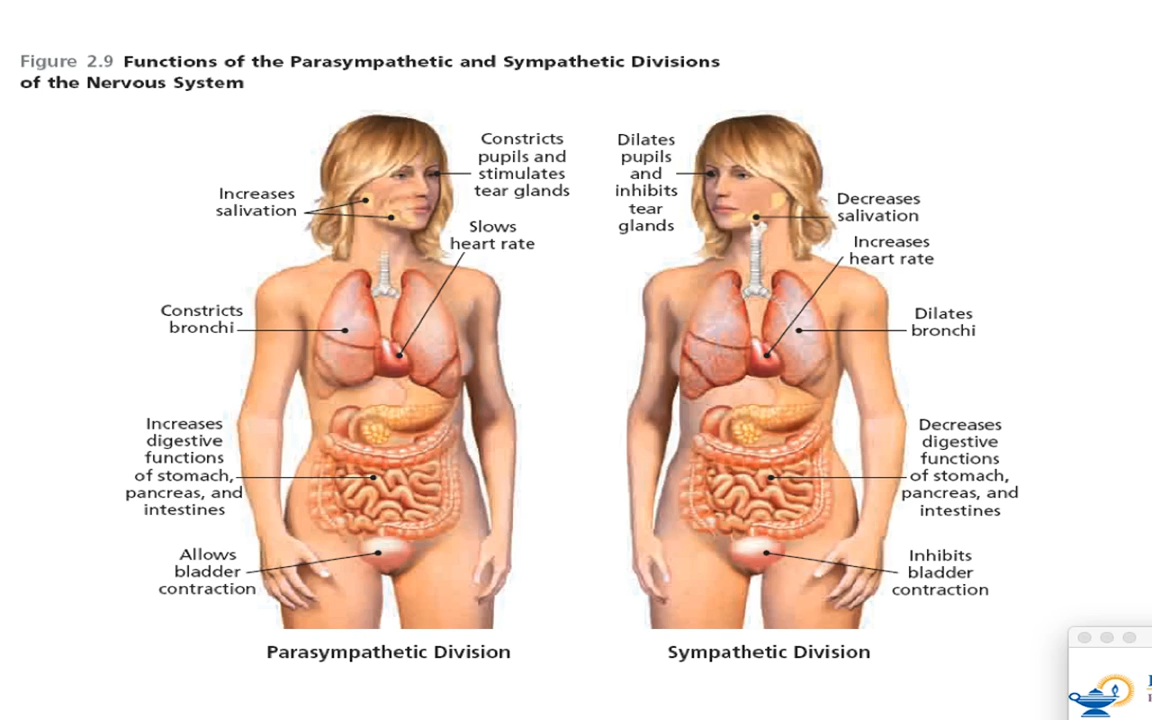 Figure 2.9 Functions of the Parasympathetic and Sympathetic Divisions
of the Nervous System
Constricts
pupils and
stimulates
tear glands
Increases
salivation
Slows
heart rate
Constricts
bronchi
Increases
digestive
functions
of stomach,
pancreas, and
intestines
Allows
bladder
contraction
Parasympathetic Division
Dilates
pupils
and
inhibits
tear
glands
Decreases
salivation
Increases
heart rate
Dilates
bronchi
Decreases
digestive
functions
of stomach,
pancreas, and
intestines
Inhibits
bladder
contraction
Sympathetic Division